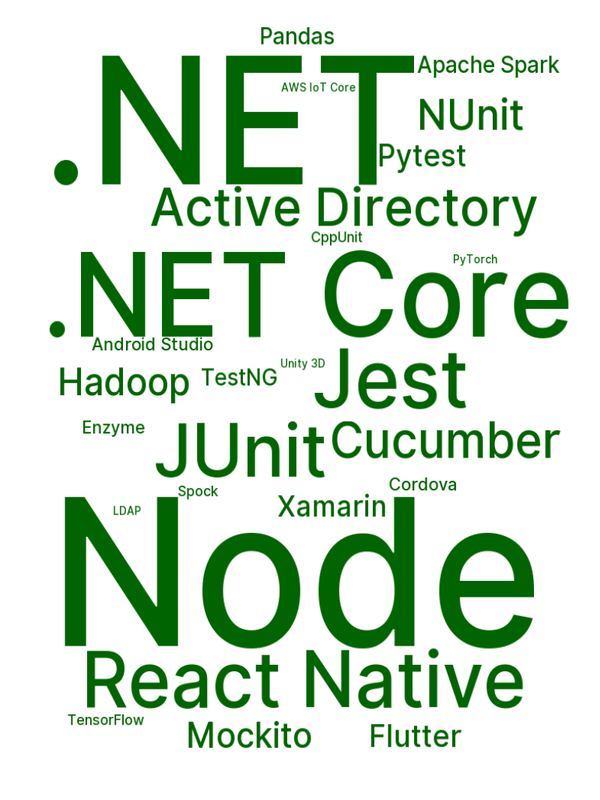 Pandas
Apache Spark
.NET
AWS IoT Core
NUnit
Pytest
Active Directory
CppUnit
PyTorch
.NET Core
Android Studio
Unity 3D
Hadoop
TestNG
Jest
Enzyme
JUnit
Cucumber
Cordova
Spock
Xamarin
LDAP
Node
React Native
TensorFlow
Mockito
Flutter